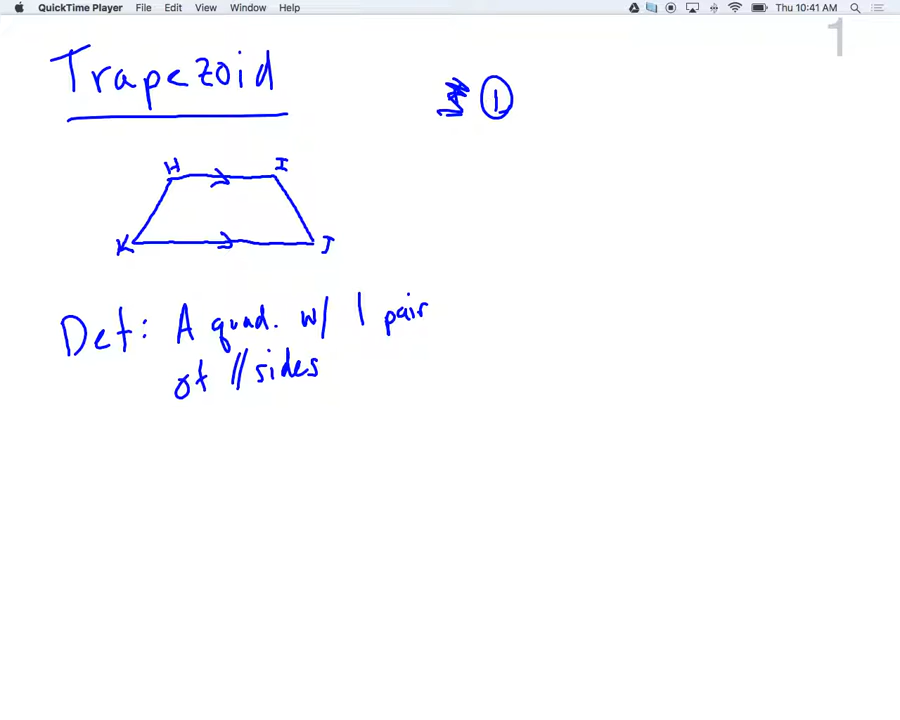 QuickTime Player File Edit View Window Help Thu 10:41 AM
1
Trapezoid
①
H I
K J
Def: A quad. w/ 1 pair
of // sides